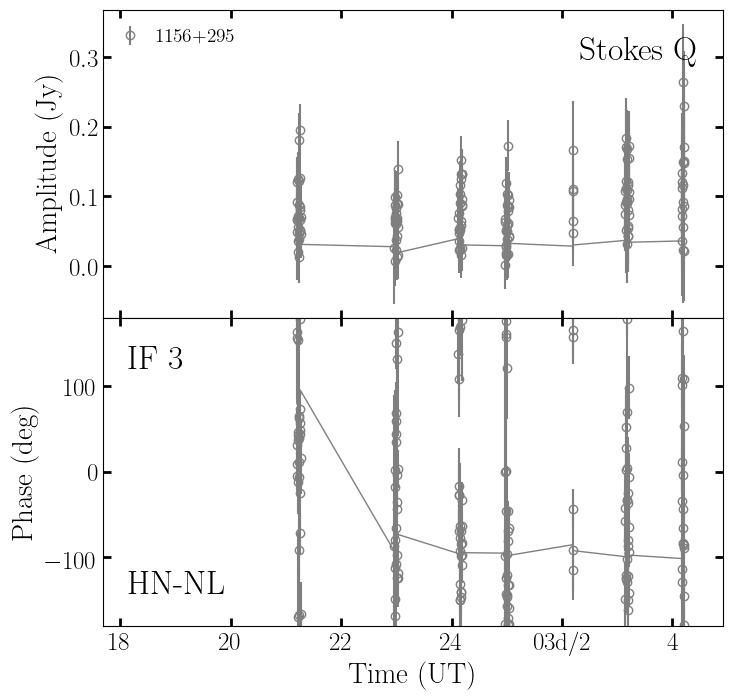 1156+295
Stokes Q
0.3
0.2
0.1
0.0
Amplitude (Jy)
IF 3
100
0
−100
Phase (deg)
HN-NL
18 20 22 24 03d/2 4
Time (UT)